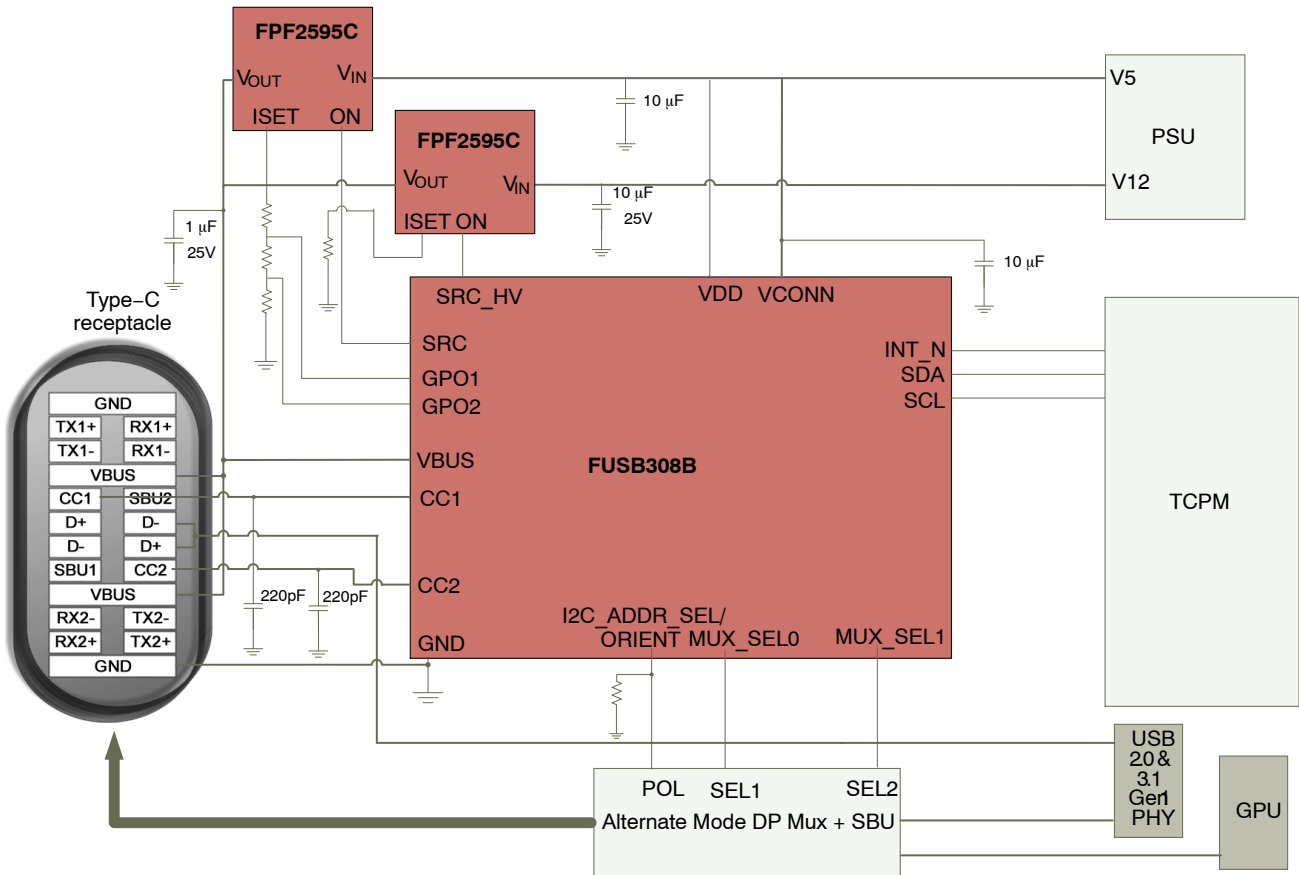 FPF2595C
VOUT
VIN
ISET
ON
FPF2595C
VOUT
VIN
ISET ON
10 μF
10 μF
25V
V5
PSU
V12
1 μF
25V
10 μF
Type−C
receptacle
GND
TX1+
RX1+
TX1-
RX1-
VBUS
CC1
SBU2
D+
D-
D-
D+
SBU1
CC2
VBUS
RX2-
TX2-
RX2+
TX2+
GND
220pF
220pF
SRC_HV
VDD
VCONN
SRC
GPO1
GPO2
VBUS
CC1
CC2
GND
FUSB308B
INT_N
SDA
SCL
I2C_ADDR_SEL/
ORIENT
MUX_SEL0
MUX_SEL1
TCPM
POL
SEL1
SEL2
Alternate Mode DP Mux + SBU
USB
2.0 &
3.1
Gen1
PHY
GPU